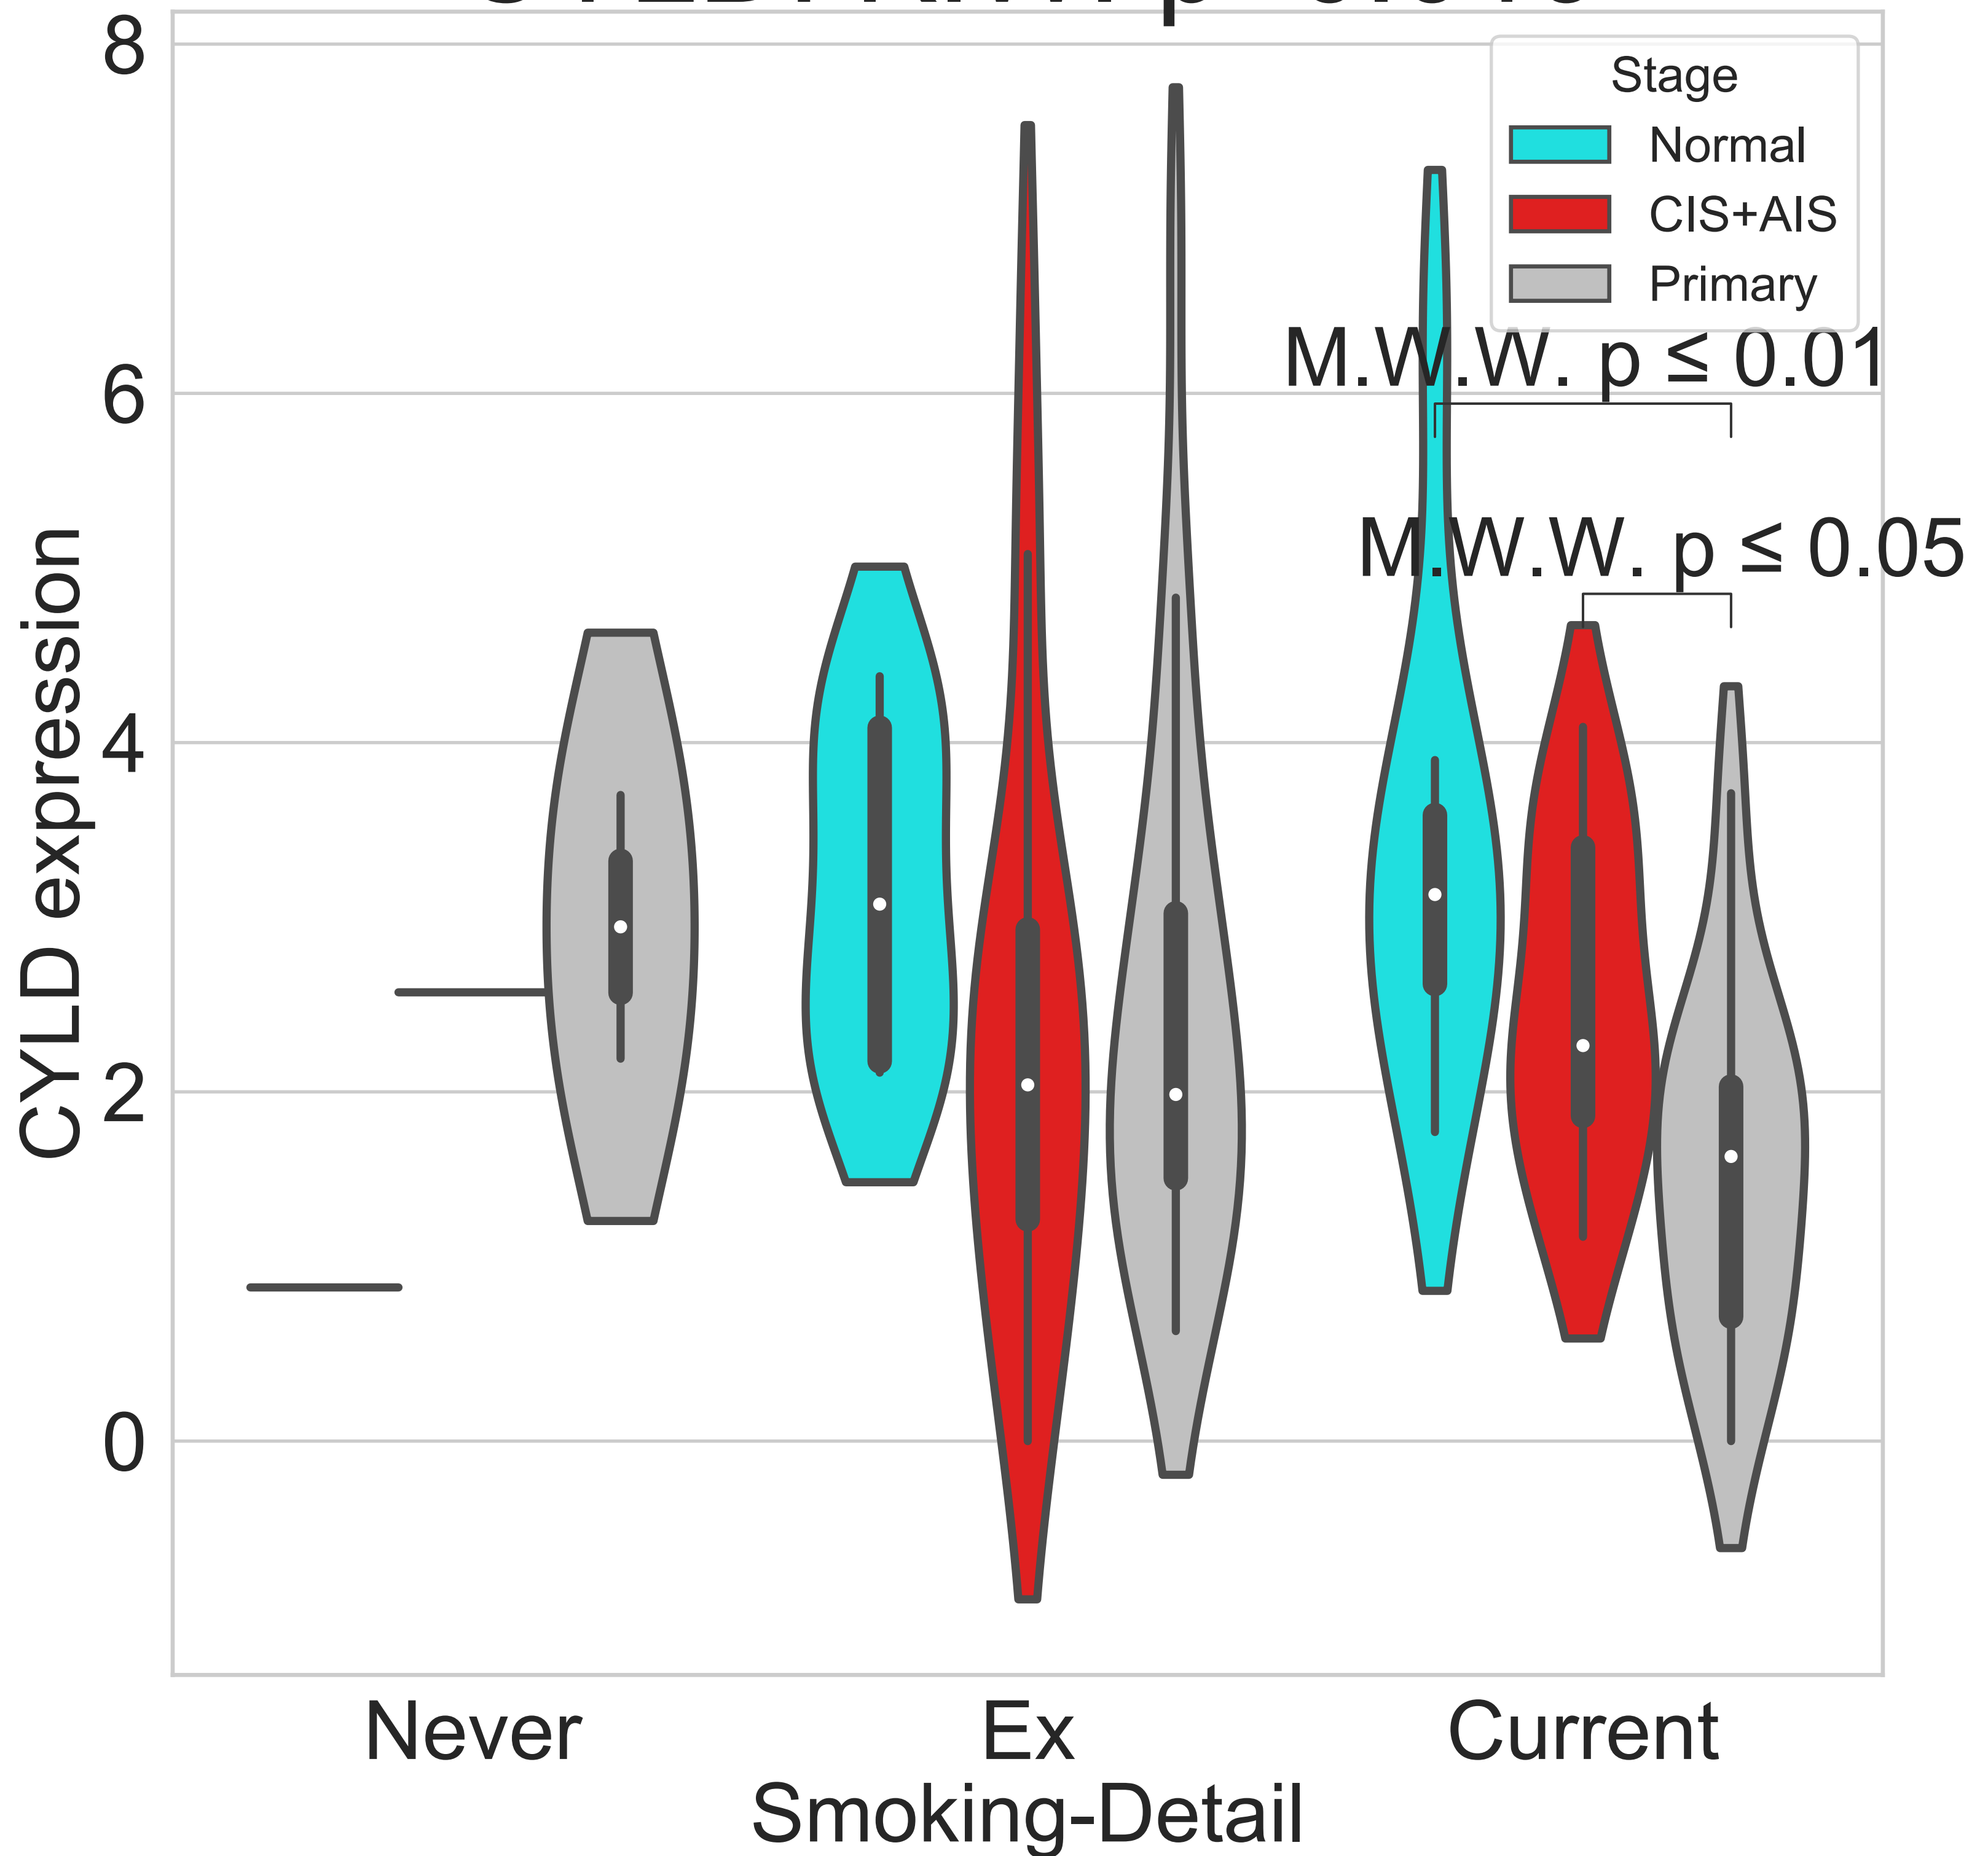 Stage
Normal
CIS+AIS
Primary
M.W.W. p ≤ 0.01
M.W.W. p ≤ 0.05
8
6
4
2
0
CYLD expression
Never
Ex
Current
Smoking-Detail